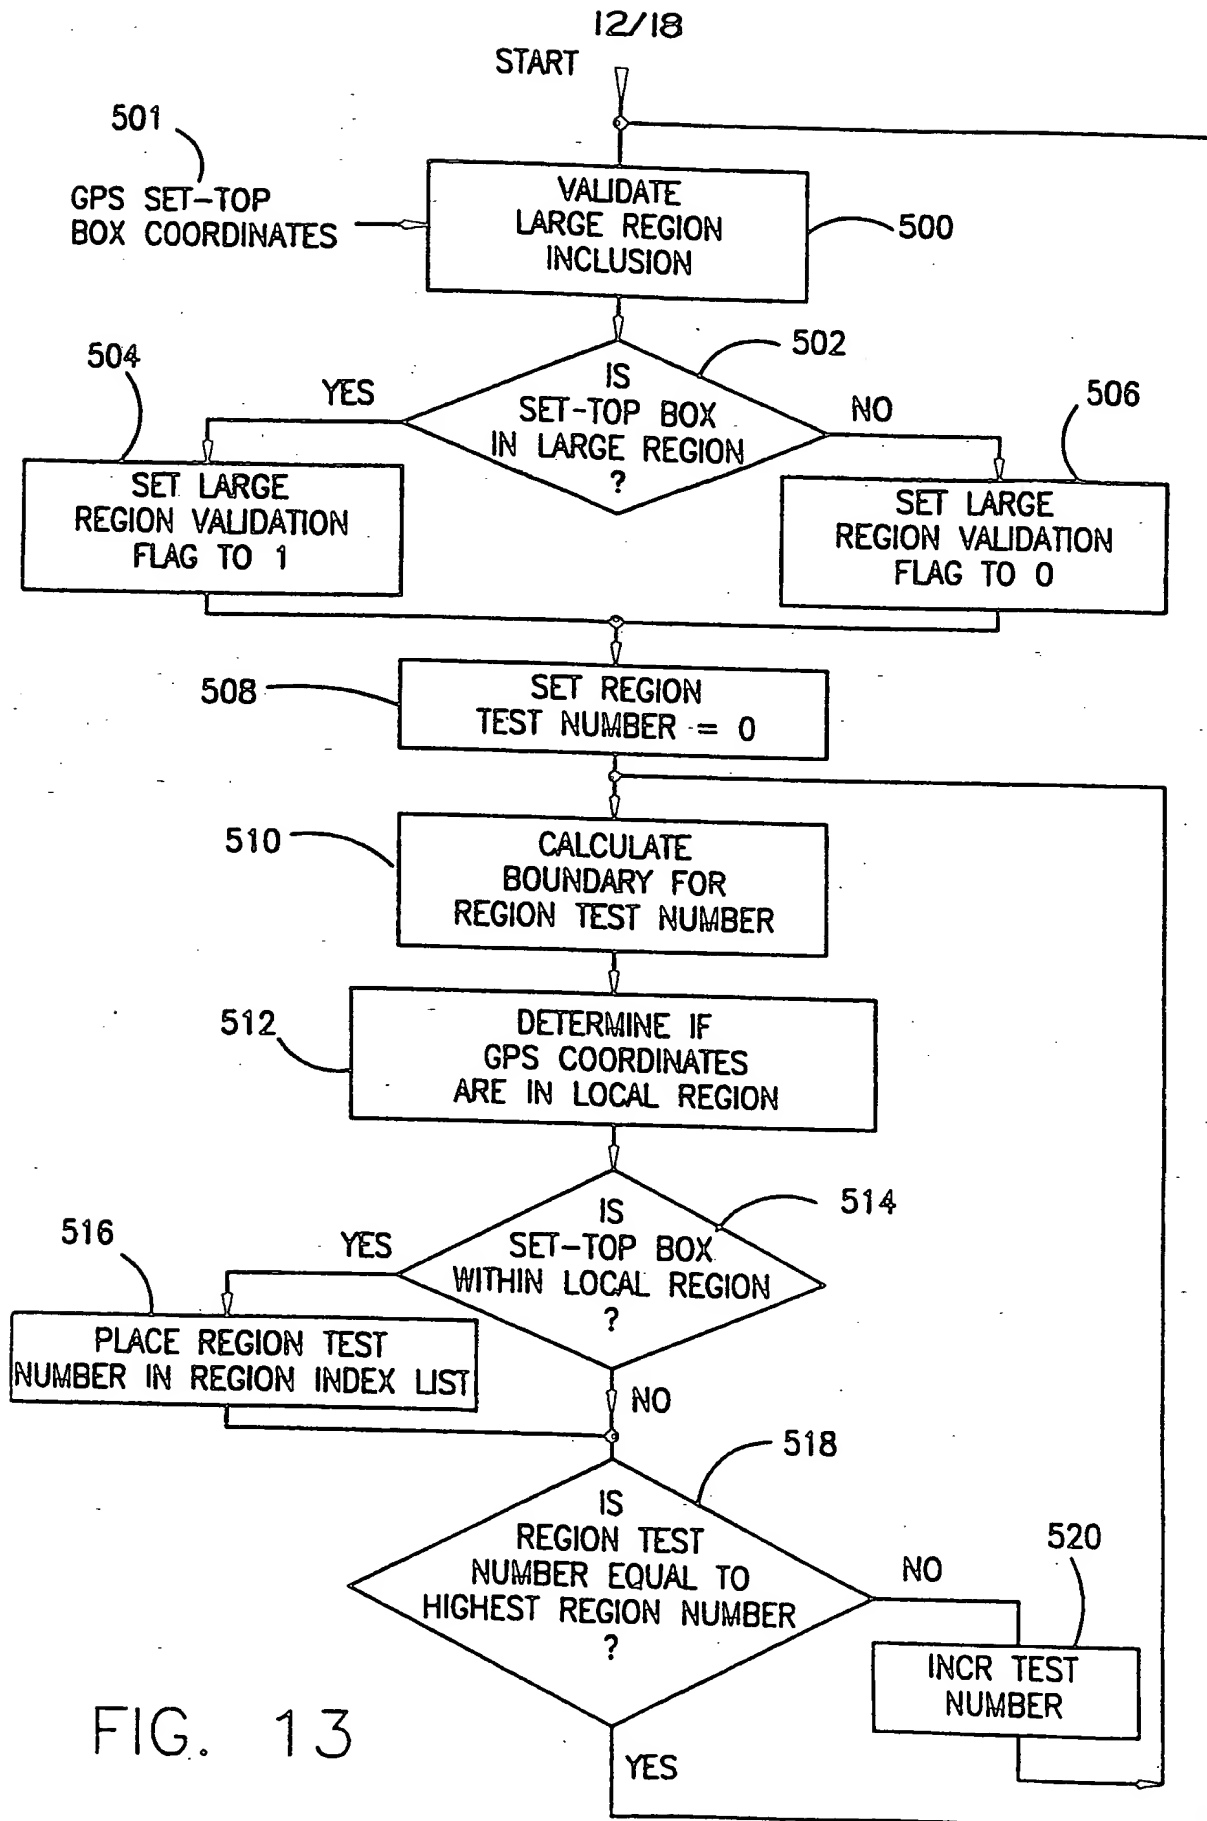 12/18
START
501
GPS SET-TOP
BOX COORDINATES
VALIDATE
LARGE REGION
INCLUSION
500
502
504
YES
IS
SET-TOP BOX
IN LARGE REGION
?
NO
506
SET LARGE
REGION VALIDATION
FLAG TO 1
SET LARGE
REGION VALIDATION
FLAG TO 0
508
SET REGION
TEST NUMBER = 0
510
CALCULATE
BOUNDARY FOR
REGION TEST NUMBER
512
DETERMINE IF
GPS COORDINATES
ARE IN LOCAL REGION
514
516
YES
IS
SET-TOP BOX
WITHIN LOCAL REGION
?
PLACE REGION TEST
NUMBER IN REGION INDEX LIST
NO
518
IS
REGION TEST
NUMBER EQUAL TO
HIGHEST REGION NUMBER
?
NO
520
INCR TEST
NUMBER
YES
FIG. 13